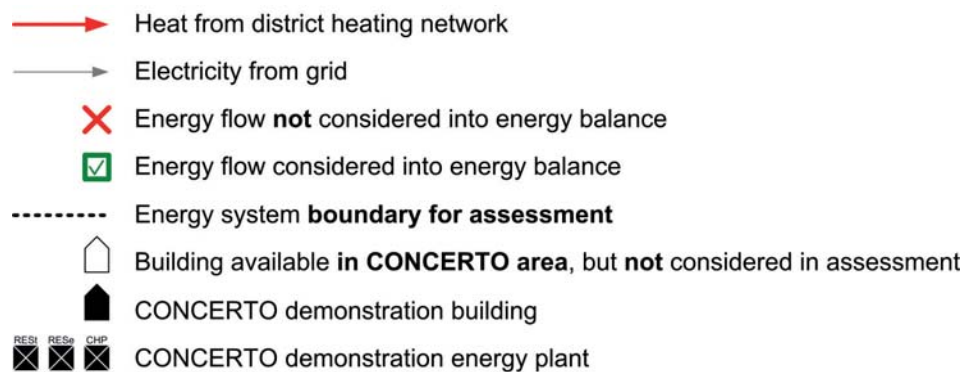 Heat from district heating network
Electricity from grid
Energy flow not considered into energy balance
Energy flow considered into energy balance
Energy system boundary for assessment
Building available in CONCERTO area, but not considered in assessment
CONCERTO demonstration building
RESt RESe CHP
CONCERTO demonstration energy plant